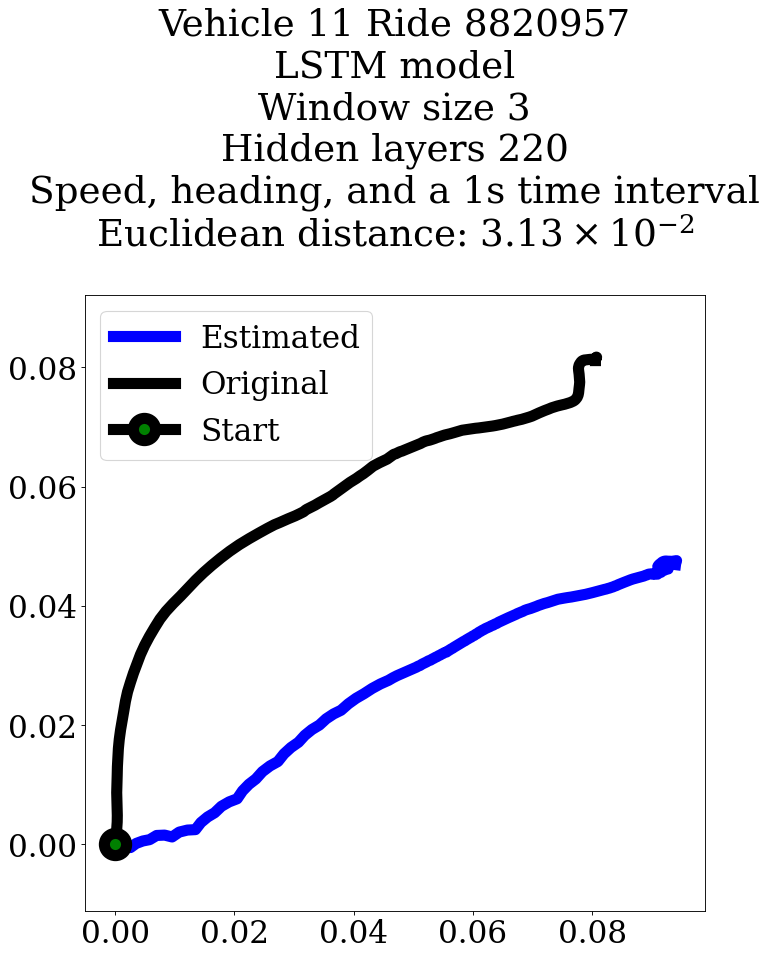 Vehicle 11 Ride 8820957
LSTM model
Window size 3
Hidden layers 220
Speed, heading, and a 1s time interval
Euclidean distance: 3.13 × 10⁻²
Estimated
Original
Start
0.08
0.06
0.04
0.02
0.00
0.00 0.02 0.04 0.06 0.08